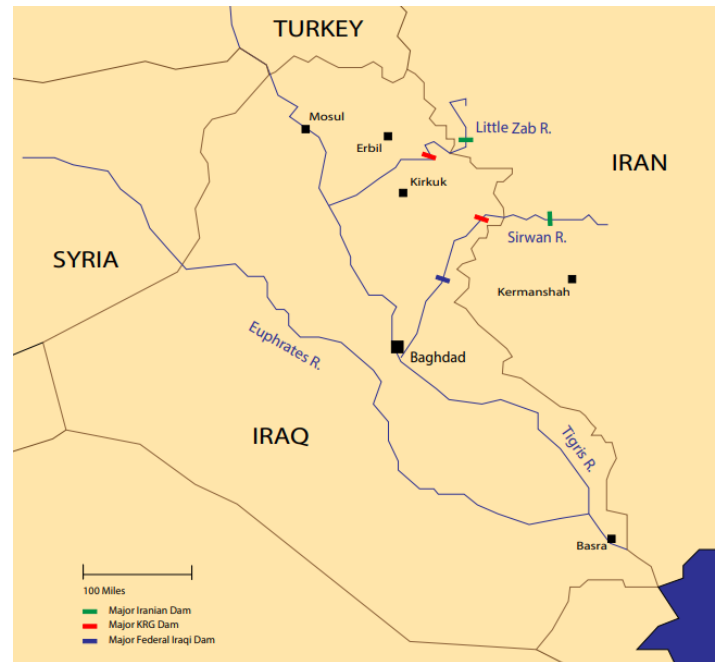 TURKEY
Mosul
Little Zab R.
Erbil
IRAN
Kirkuk
Sirwan R.
SYRIA
Kermanshah
Euphrates R.
Baghdad
IRAQ
Tigris R.
Basra
100 Miles
Major Iranian Dam
Major KRG Dam
Major Federal Iraqi Dam